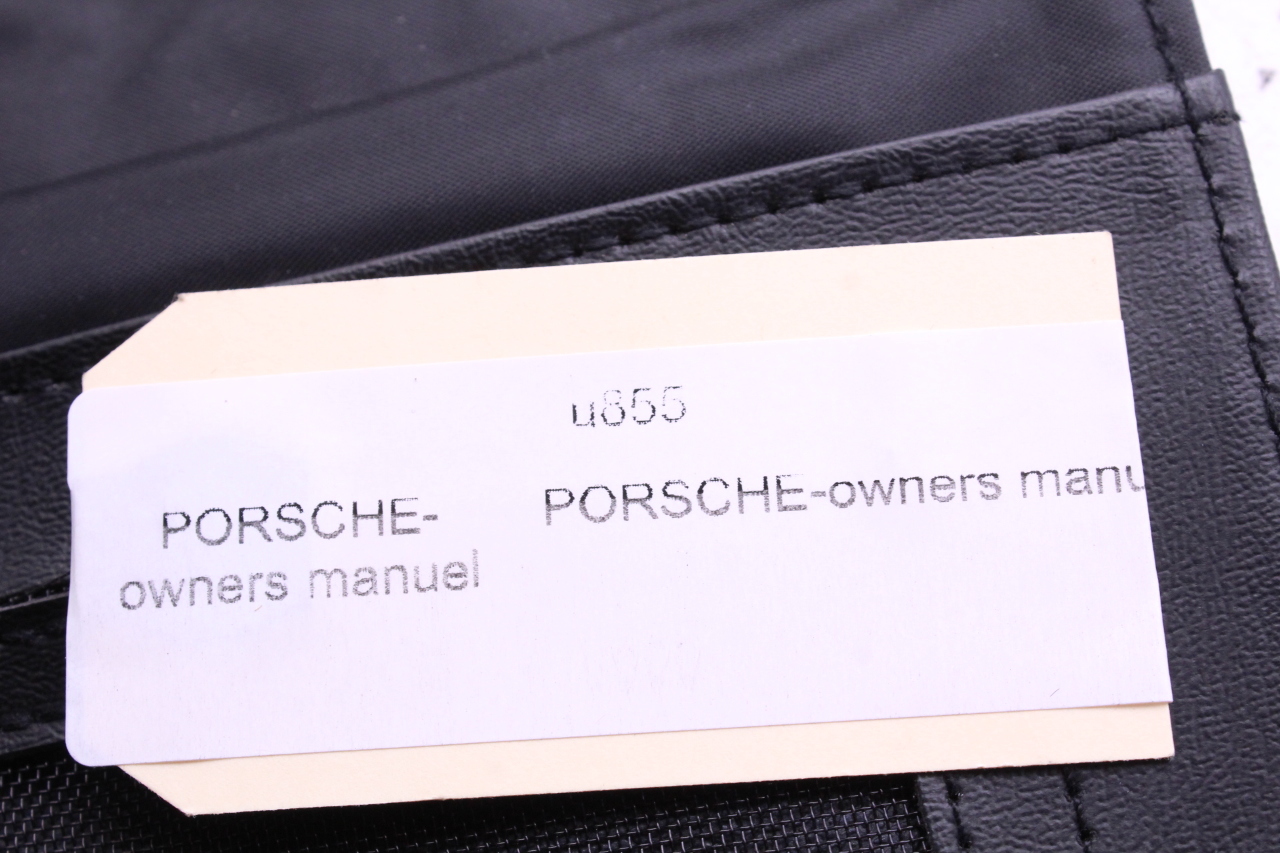 u855
PORSCHE-owners manu
PORSCHE-
owners manuel